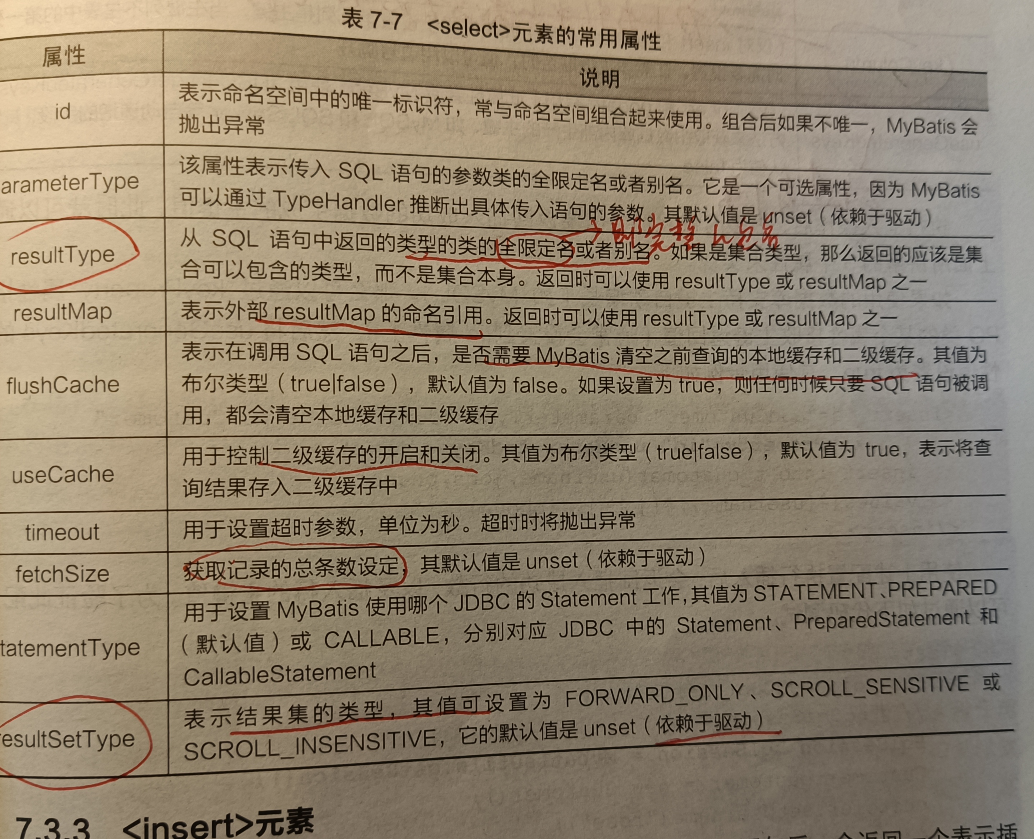 表 7-7 <select>元素的常用属性
属性
说明
id
表示命名空间中的唯一标识符，常与命名空间组合起来使用。组合后如果不唯一，MyBatis 会
抛出异常
arameterType
该属性表示传入 SQL 语句的参数类的全限定名或者别名。它是一个可选属性，因为 MyBatis
可以通过 TypeHandler 推断出具体传入语句的参数。其默认值是 unset（依赖于驱动）
即完整
resultType
从 SQL 语句中返回的类型的类的全限定名或者别名。如果是集合类型，那么返回的应该是集
合可以包含的类型，而不是集合本身。返回时可以使用 resultType 或 resultMap 之一
resultMap
表示外部 resultMap 的命名引用。返回时可以使用 resultType 或 resultMap 之一
flushCache
表示在调用 SQL 语句之后，是否需要 MyBatis 清空之前查询的本地缓存和二级缓存。其值为
布尔类型（true|false），默认值为 false。如果设置为 true，则任何时候只要 SQL 语句被调
用，都会清空本地缓存和二级缓存
useCache
用于控制二级缓存的开启和关闭。其值为布尔类型（true|false），默认值为 true，表示将查
询结果存入二级缓存中
timeout
用于设置超时参数，单位为秒。超时时将抛出异常
fetchSize
获取记录的总条数设定，其默认值是 unset（依赖于驱动）
tatementType
用于设置 MyBatis 使用哪个 JDBC 的 Statement 工作，其值为 STATEMENT、PREPARED
（默认值）或 CALLABLE，分别对应 JDBC 中的 Statement、PreparedStatement 和
CallableStatement
esultSetType
表示结果集的类型，其值可设置为 FORWARD_ONLY、SCROLL_SENSITIVE 或
SCROLL_INSENSITIVE，它的默认值是 unset（依赖于驱动）
7.3.3 <insert>元素
会返回一个表示插